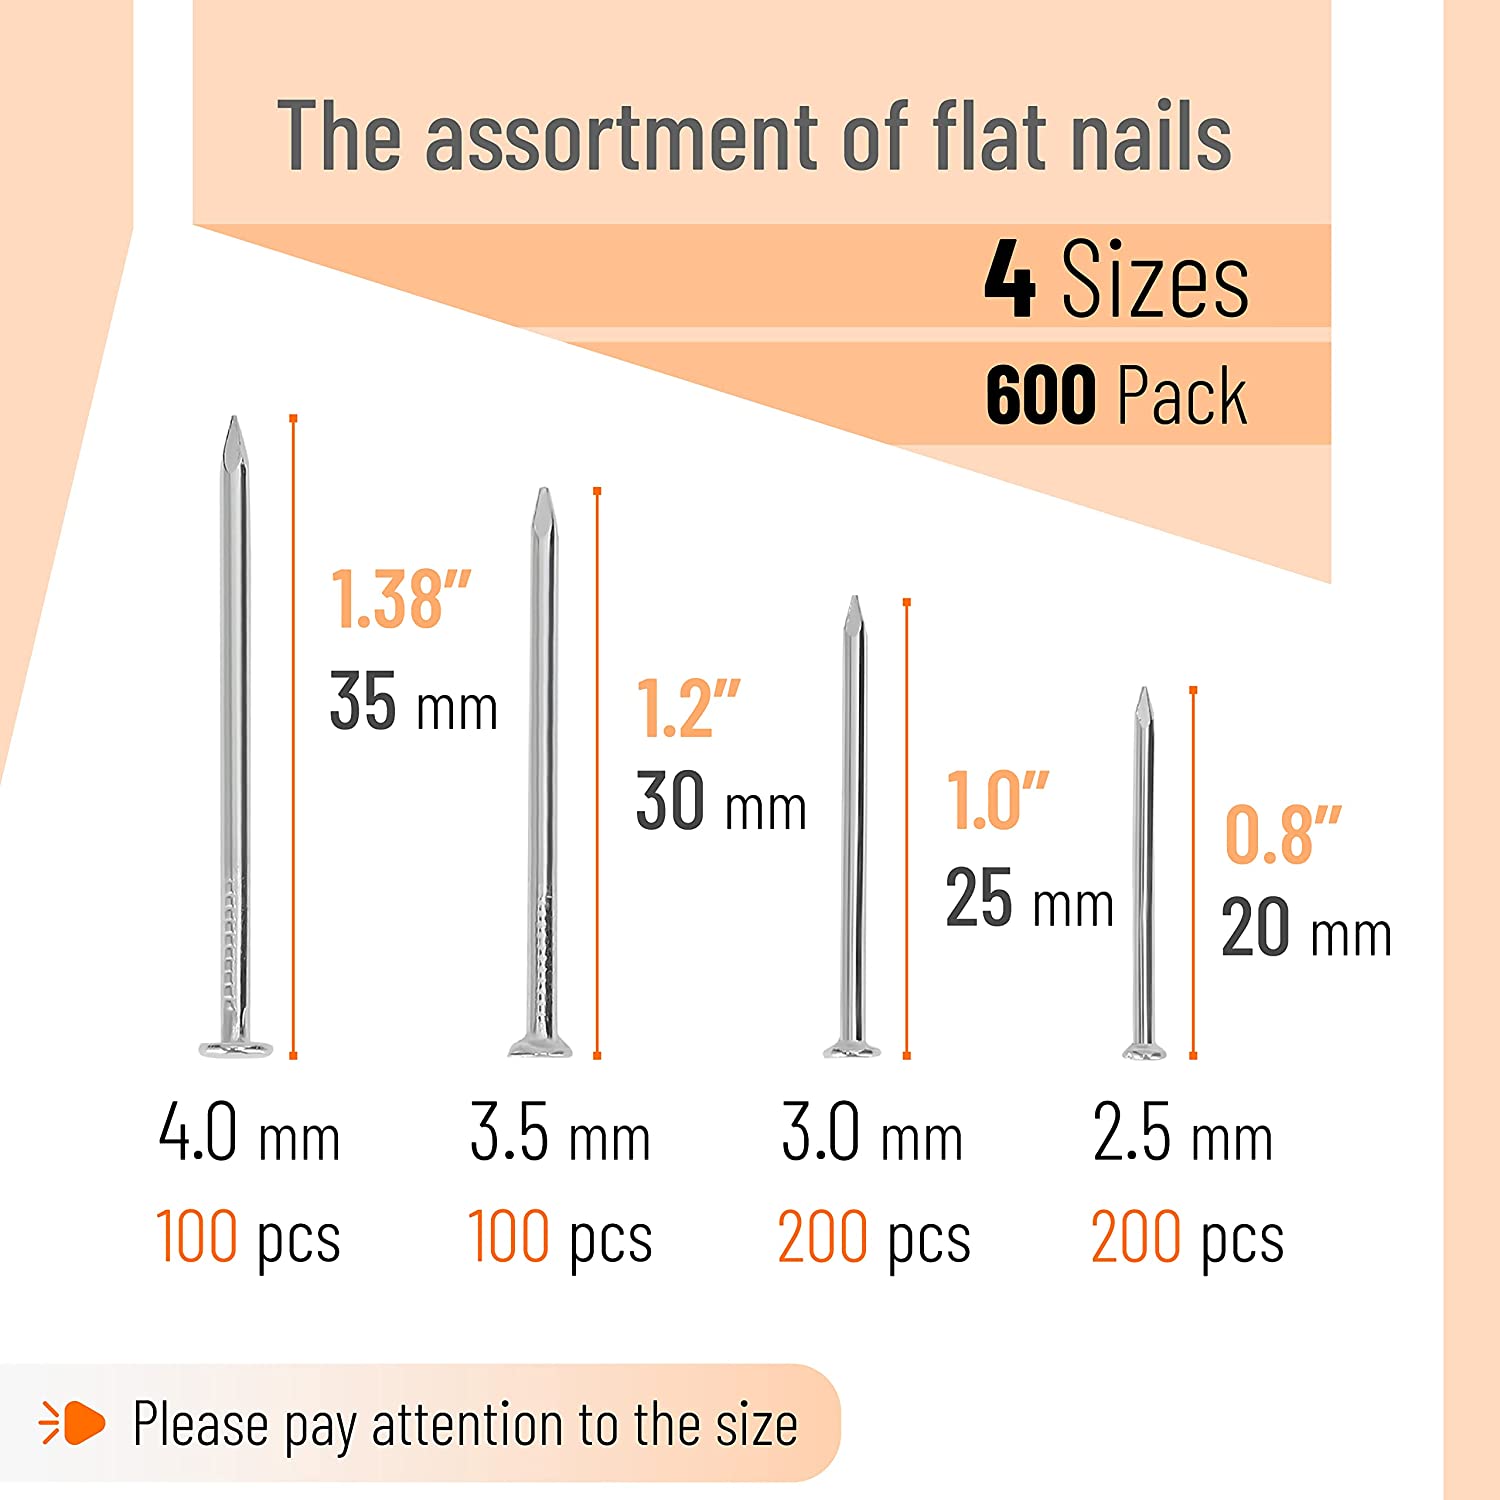 The assortment of flat nails
4 Sizes
600 Pack
1.38"
35 mm
1.2"
30 mm
1.0"
25 mm
0.8"
20 mm
4.0 mm
3.5 mm
3.0 mm
2.5 mm
100 pcs
100 pcs
200 pcs
200 pcs
Please pay attention to the size